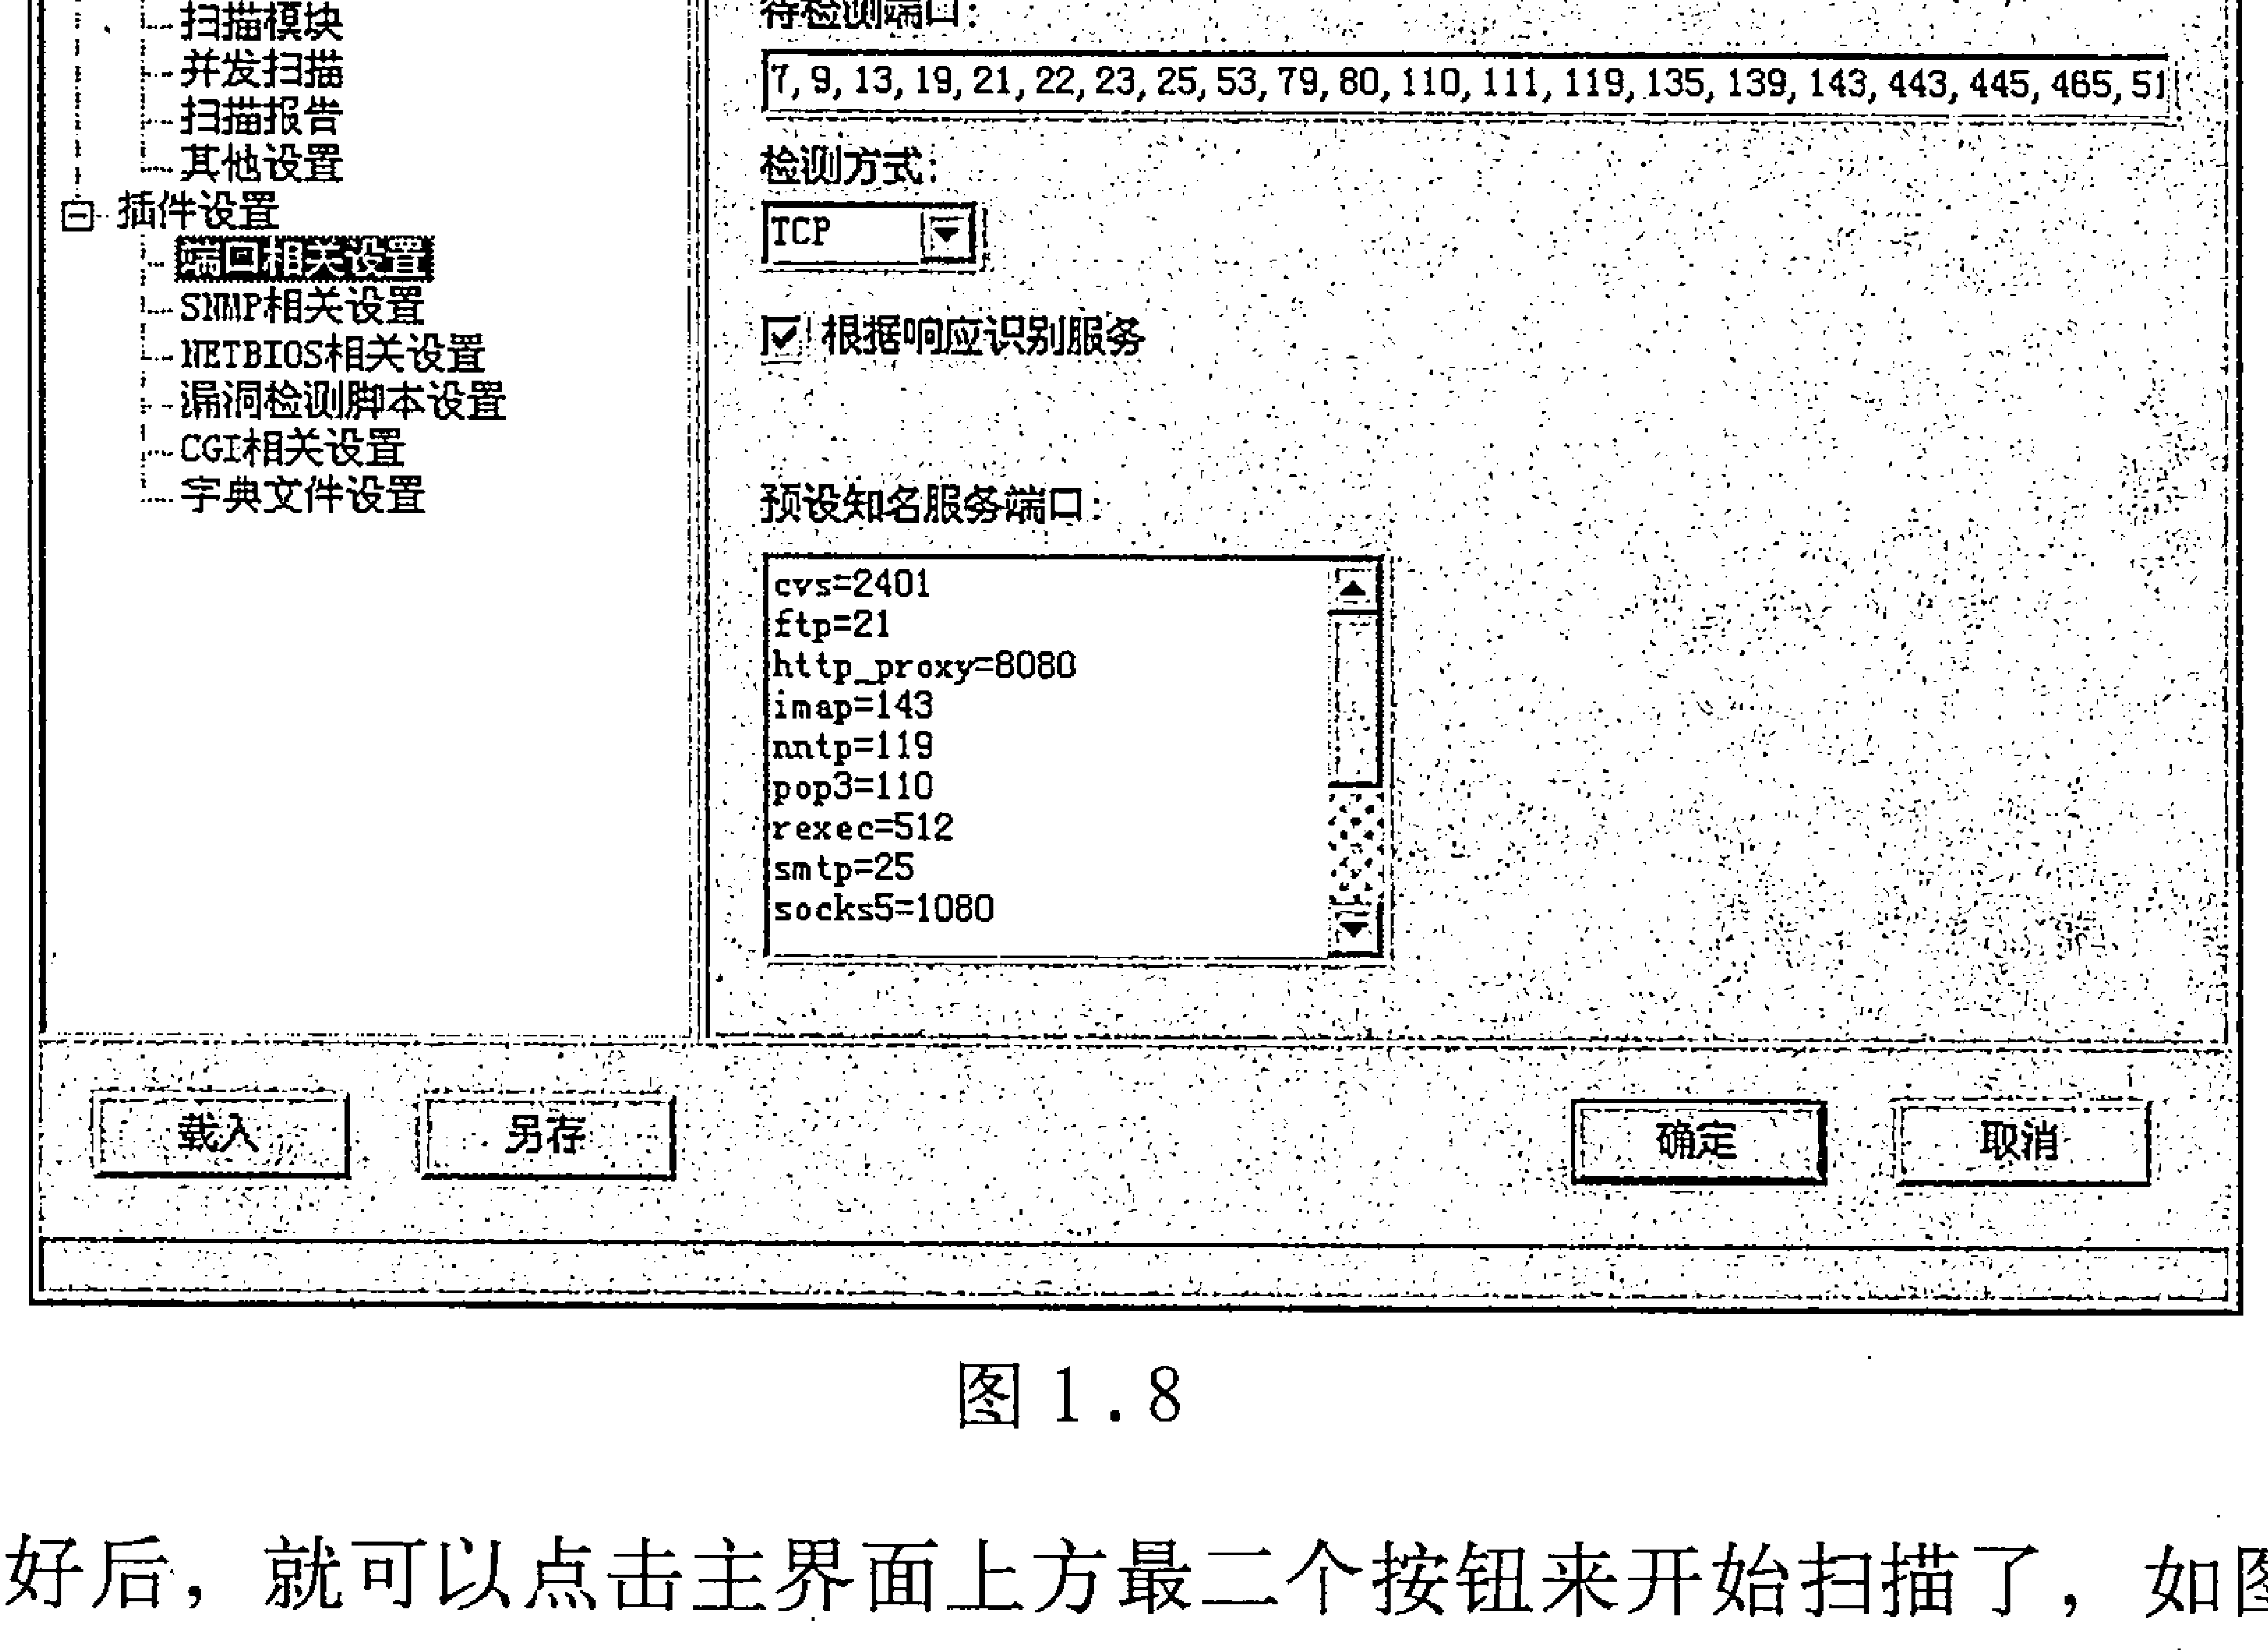 扫描模块
并发扫描
扫描报告
其他设置
插件设置
端口相关设置
SNMP相关设置
NETBIOS相关设置
漏洞检测脚本设置
CGI相关设置
字典文件设置
待检测端口:
7, 9, 13, 19, 21, 22, 23, 25, 53, 79, 80, 110, 111, 119, 135, 139, 143, 443, 445, 465, 51
检测方式:
TCP
根据响应识别服务
预设知名服务端口:
cvs=2401
ftp=21
http_proxy=8080
imap=143
nntp=119
pop3=110
rexec=512
smtp=25
socks5=1080
载入
另存
确定
取消
图 1.8
好后，就可以点击主界面上方最二个按钮来开始扫描了，如图